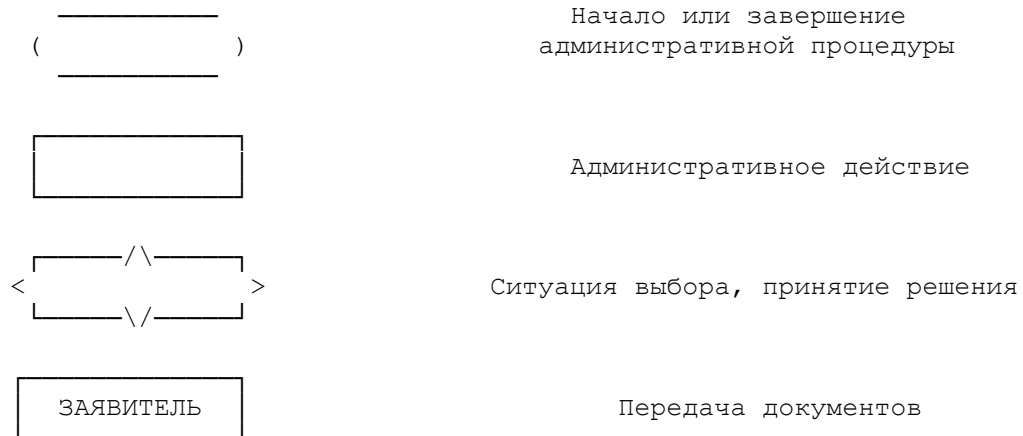 Начало или завершение
административной процедуры
Административное действие
Ситуация выбора, принятие решения
ЗАЯВИТЕЛЬ
Передача документов